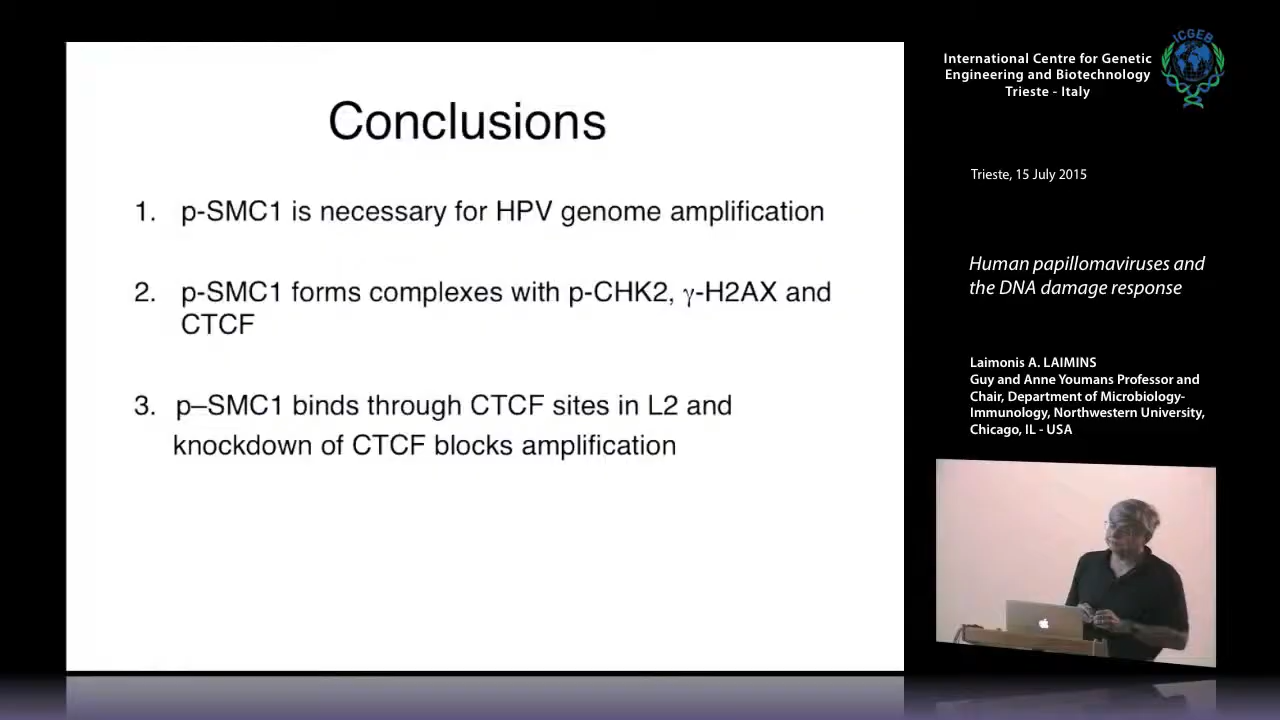 Conclusions
1. p-SMC1 is necessary for HPV genome amplification
2. p-SMC1 forms complexes with p-CHK2, γ-H2AX and
CTCF
3. p–SMC1 binds through CTCF sites in L2 and
knockdown of CTCF blocks amplification
International Centre for Genetic
Engineering and Biotechnology
Trieste - Italy
ICGEB
Trieste, 15 July 2015
Human papillomaviruses and
the DNA damage response
Laimonis A. LAIMINS
Guy and Anne Youmans Professor and
Chair, Department of Microbiology-
Immunology, Northwestern University,
Chicago, IL - USA